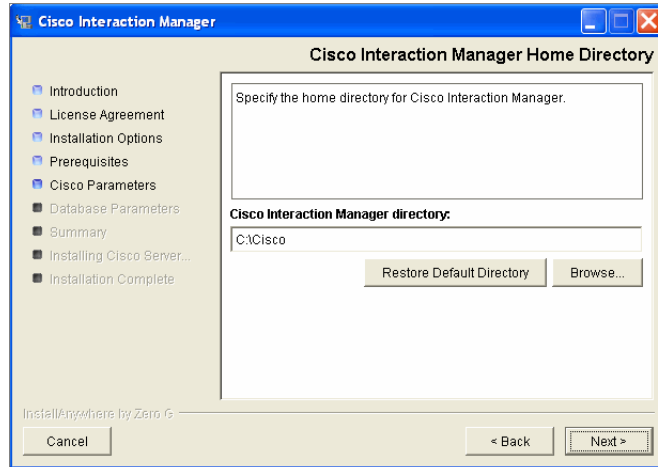 Cisco Interaction Manager
Cisco Interaction Manager Home Directory
Introduction
License Agreement
Installation Options
Prerequisites
Cisco Parameters
Database Parameters
Summary
Installing Cisco Server...
Installation Complete
Specify the home directory for Cisco Interaction Manager.
Cisco Interaction Manager directory:
C:\Cisco
Restore Default Directory
Browse...
InstallAnywhere by Zero G
Cancel
< Back
Next >